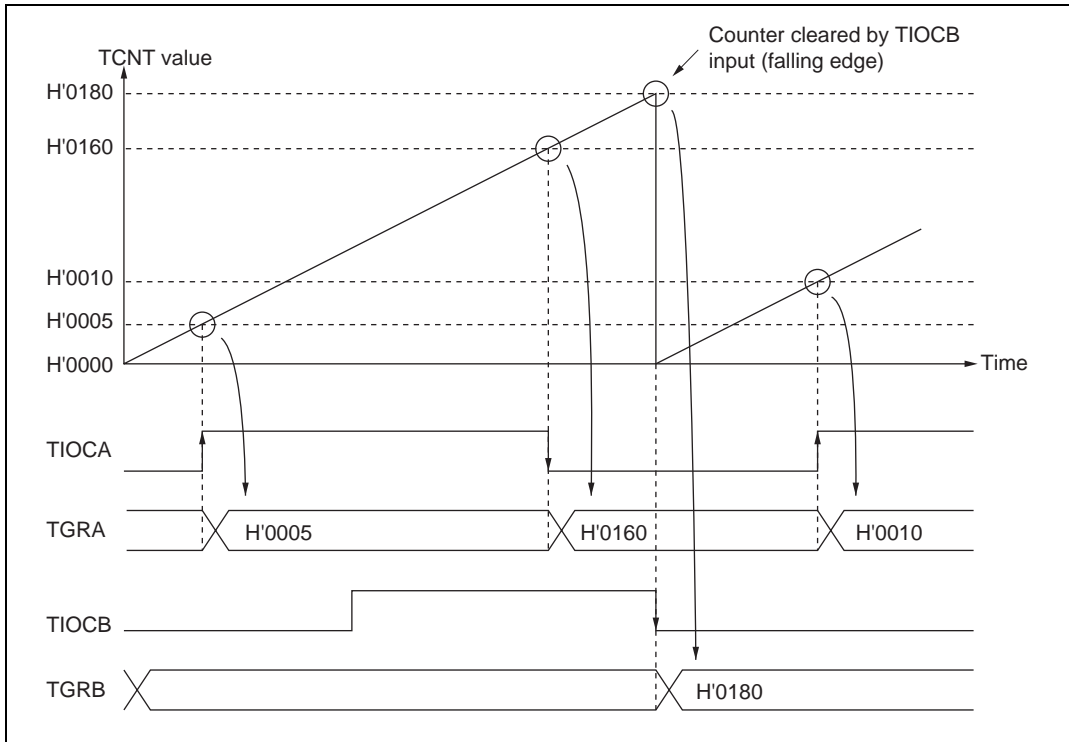 Counter cleared by TIOCB
input (falling edge)
TCNT value
H'0180
H'0160
H'0010
H'0005
H'0000
Time
TIOCA
TGRA
H'0005
H'0160
H'0010
TIOCB
TGRB
H'0180